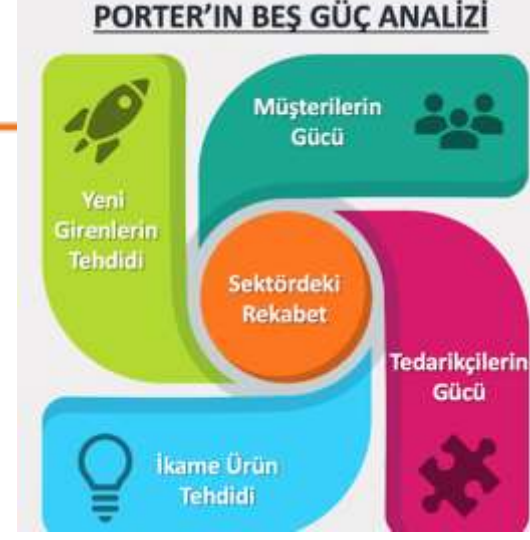 PORTER'IN BEŞ GÜÇ ANALİZİ
Müşterilerin
Gücü
Yeni
Girenlerin
Tehdidi
Sektördeki
Rekabet
Tedarikçilerin
Gücü
İkame Ürün
Tehdidi